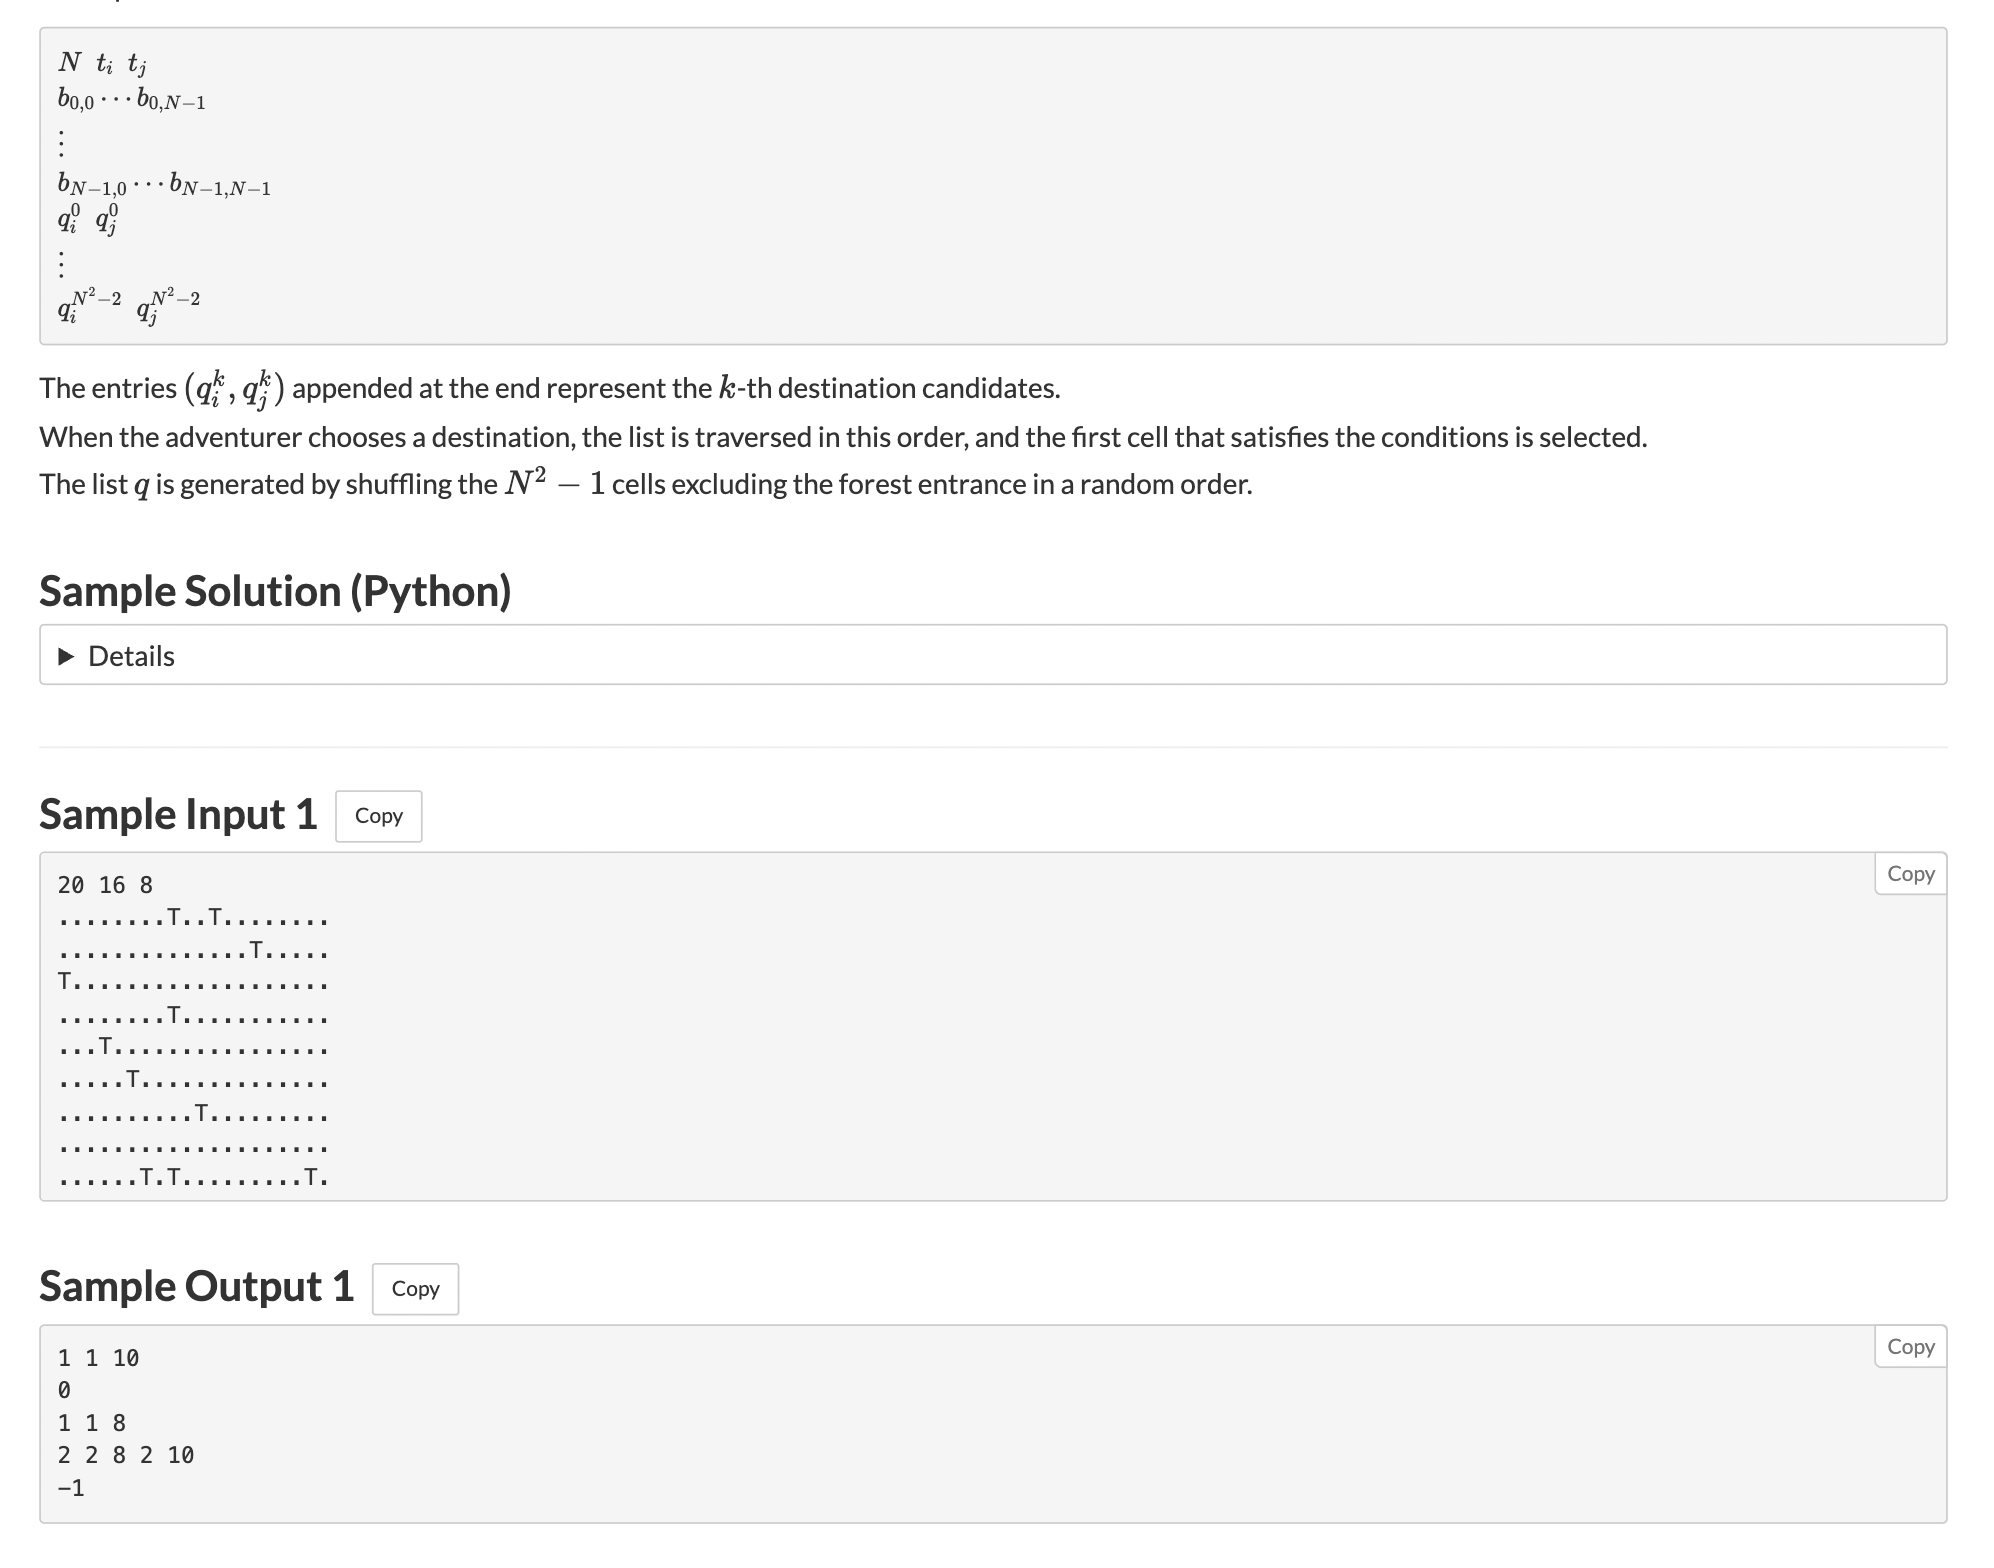 N t_i t_j
b_{0,0} ⋯ b_{0,N−1}
⋮
b_{N−1,0} ⋯ b_{N−1,N−1}
q_i^0 q_j^0
⋮
q_i^{N^2−2} q_j^{N^2−2}
The entries (q_i^k, q_j^k) appended at the end represent the k-th destination candidates.
When the adventurer chooses a destination, the list is traversed in this order, and the first cell that satisfies the conditions is selected.
The list q is generated by shuffling the N^2 − 1 cells excluding the forest entrance in a random order.
Sample Solution (Python)
▶ Details
Sample Input 1 Copy
Copy
20 16 8
........T..T........
..............T.....
T...................
........T...........
...T................
.....T..............
..........T.........
....................
......T.T.........T.
Sample Output 1 Copy
Copy
1 1 10
0
1 1 8
2 2 8 2 10
-1